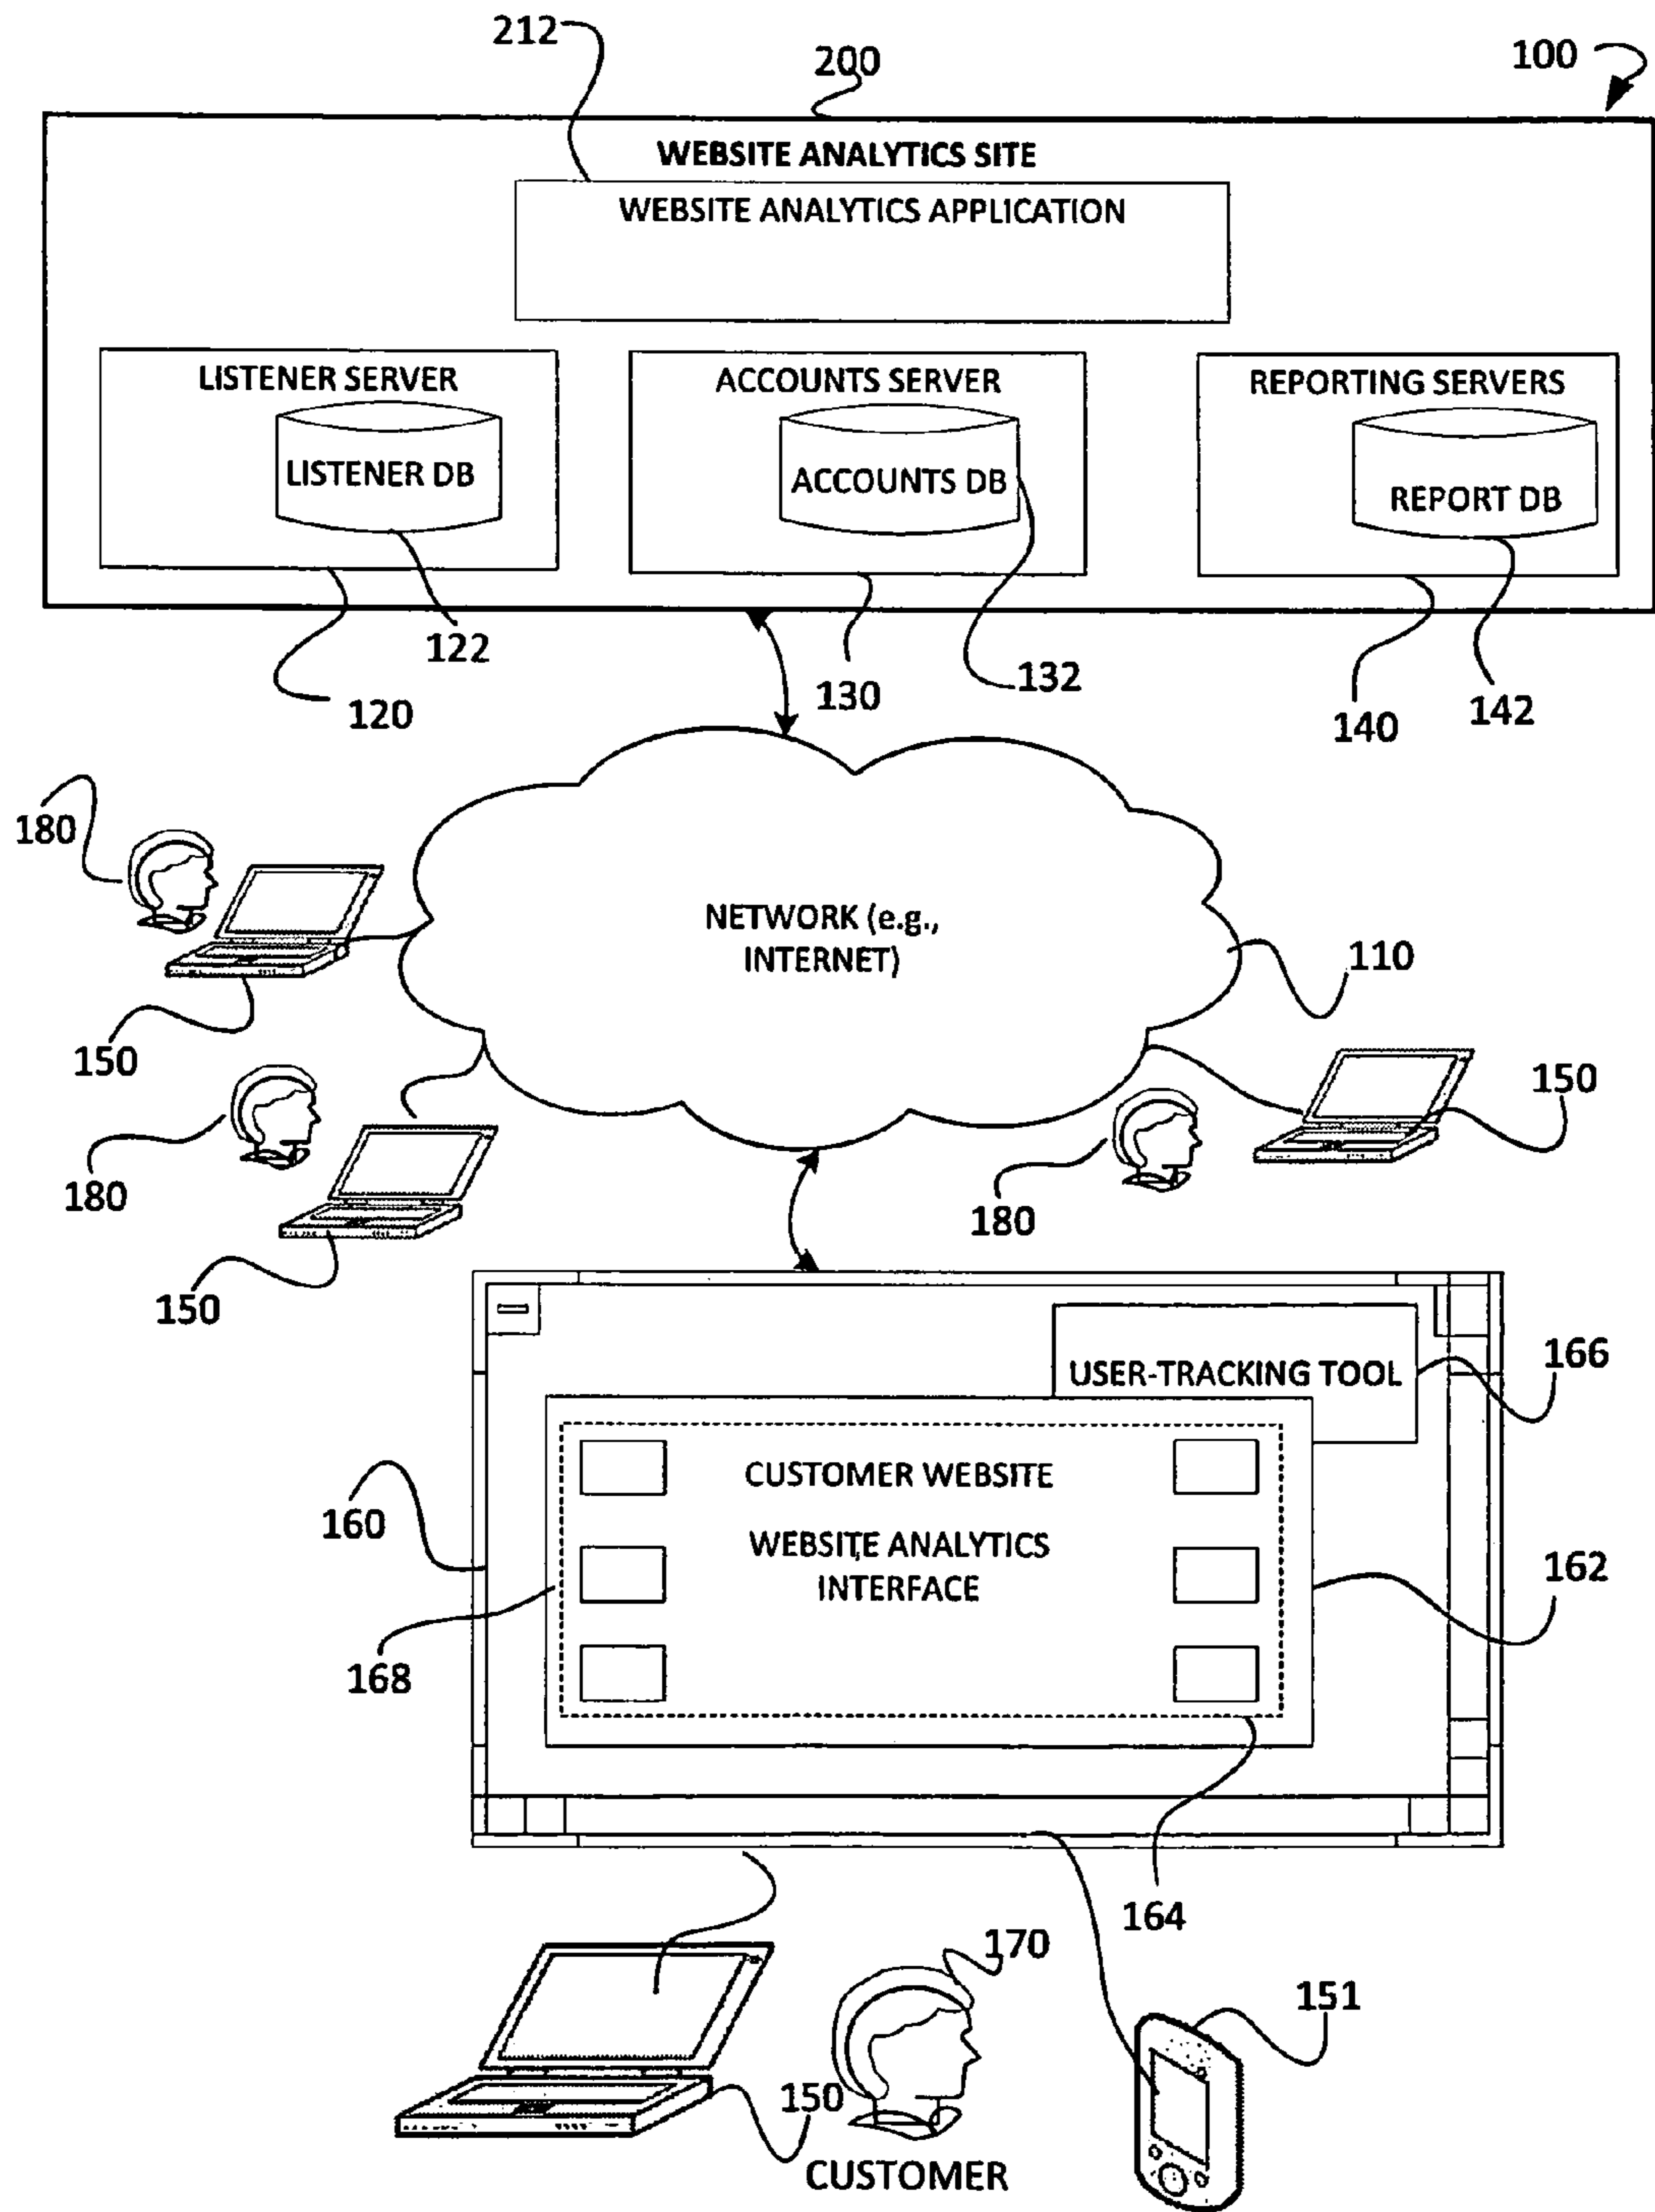 212
200
100
WEBSITE ANALYTICS SITE
WEBSITE ANALYTICS APPLICATION
LISTENER SERVER
LISTENER DB
ACCOUNTS SERVER
ACCOUNTS DB
REPORTING SERVERS
REPORT DB
122
120
130
132
140
142
180
NETWORK (e.g.,
INTERNET)
110
150
180
150
150
180
166
USER-TRACKING TOOL
CUSTOMER WEBSITE
WEBSITE ANALYTICS
INTERFACE
160
162
168
164
170
151
150
CUSTOMER